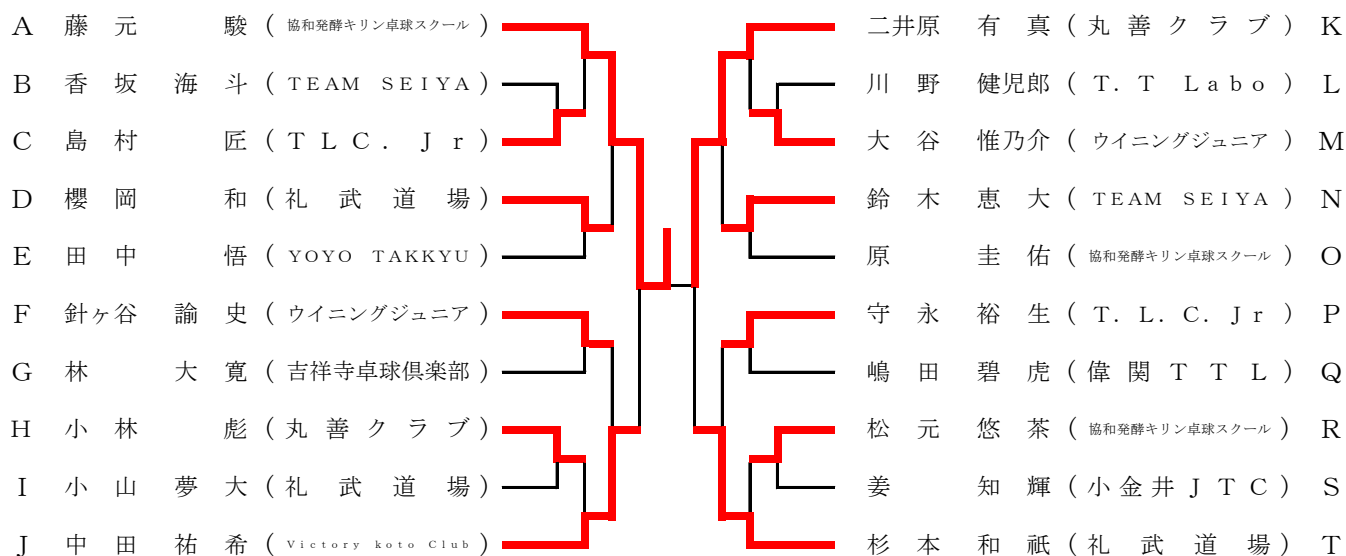 A 藤元 駿 (協和発酵キリン卓球スクール)
B 香坂 海斗 (TEAM SEIYA)
C 島村 匠 (TLC. Jr)
D 櫻岡 和 (礼武道場)
E 田中 悟 (YOYO TAKKYU)
F 針ヶ谷 諭史 (ウイニングジュニア)
G 林 大寛 (吉祥寺卓球倶楽部)
H 小林 彪 (丸善クラブ)
I 小山 夢大 (礼武道場)
J 中田 祐希 (Victory koto Club)
二井原 有真 (丸善クラブ) K
川野 健児郎 (T. T Labo) L
大谷 惟乃介 (ウイニングジュニア) M
鈴木 恵大 (TEAM SEIYA) N
原 圭佑 (協和発酵キリン卓球スクール) O
守永 裕生 (T. L. C. Jr) P
嶋田 碧虎 (偉関TTL) Q
松元 悠茶 (協和発酵キリン卓球スクール) R
姜 知輝 (小金井JTC) S
杉本 和祇 (礼武道場) T